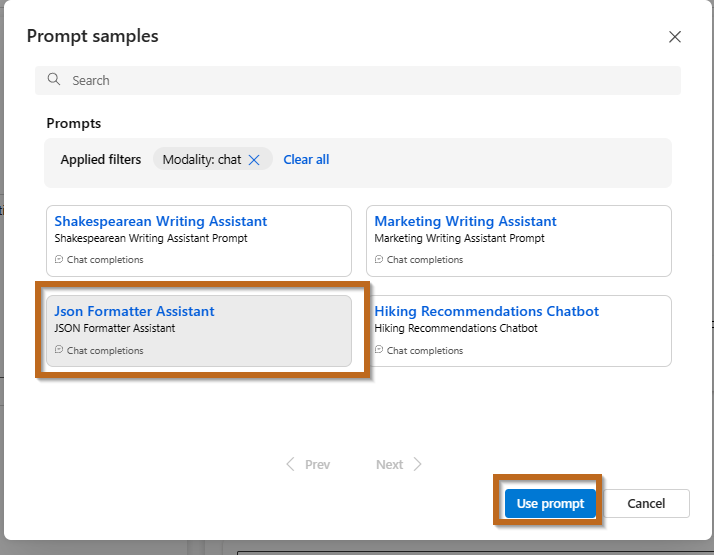 Prompt samples
Search
Prompts
Applied filters Modality: chat Clear all
Shakespearean Writing Assistant
Shakespearean Writing Assistant Prompt
Chat completions
Marketing Writing Assistant
Marketing Writing Assistant Prompt
Chat completions
Json Formatter Assistant
JSON Formatter Assistant
Chat completions
Hiking Recommendations Chatbot
Hiking Recommendations Chatbot
Chat completions
Prev Next
Use prompt Cancel